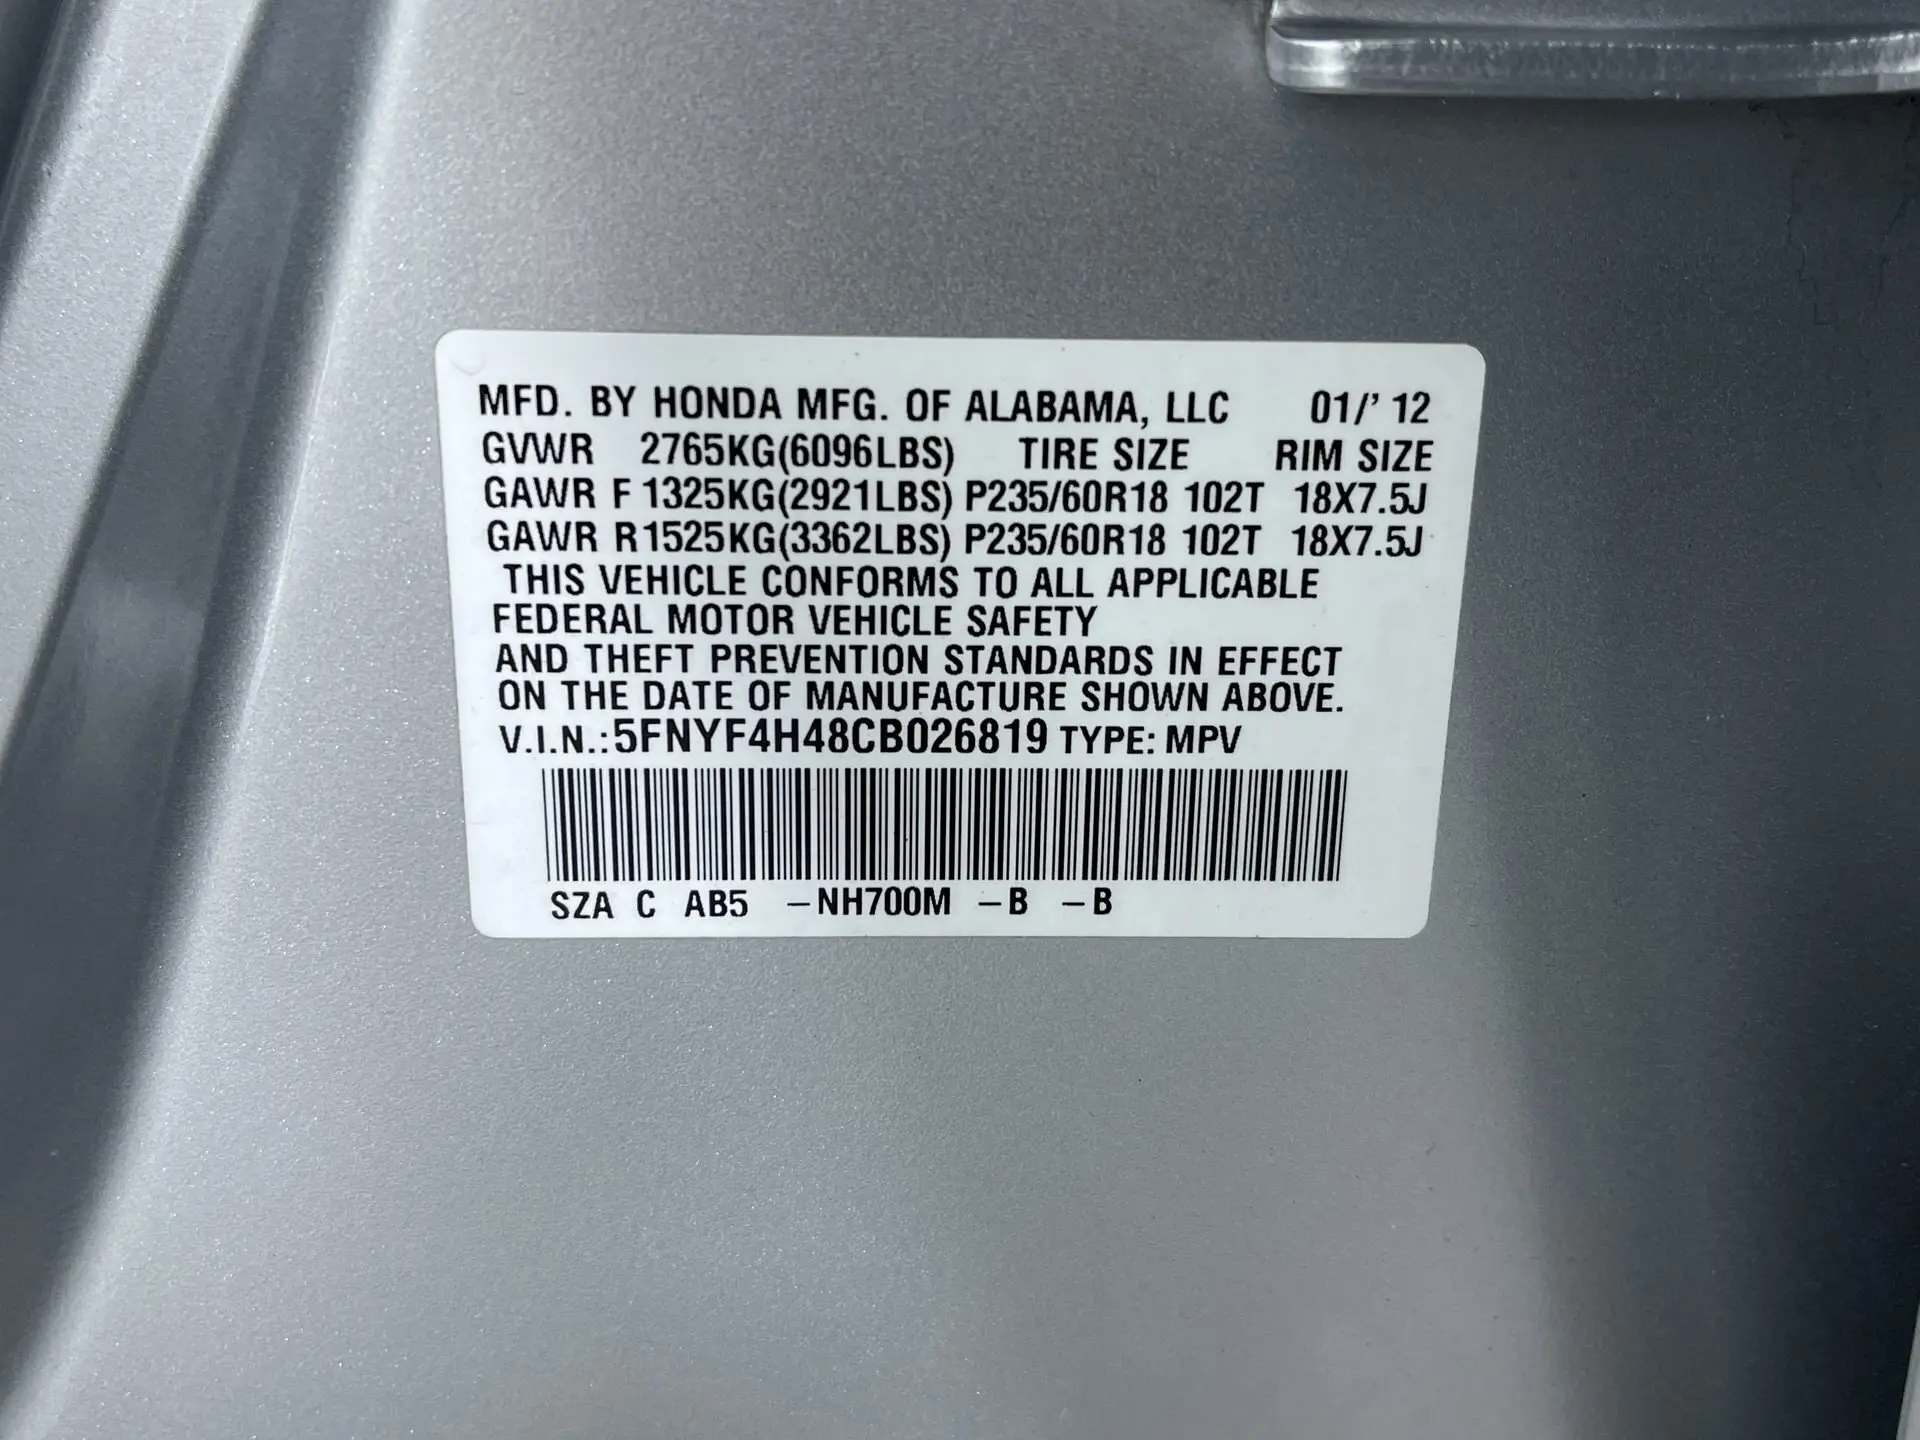 MFD. BY HONDA MFG. OF ALABAMA, LLC 01/' 12
GVWR 2765KG(6096LBS) TIRE SIZE RIM SIZE
GAWR F 1325KG(2921LBS) P235/60R18 102T 18X7.5J
GAWR R 1525KG(3362LBS) P235/60R18 102T 18X7.5J
THIS VEHICLE CONFORMS TO ALL APPLICABLE
FEDERAL MOTOR VEHICLE SAFETY
AND THEFT PREVENTION STANDARDS IN EFFECT
ON THE DATE OF MANUFACTURE SHOWN ABOVE.
V.I.N.:5FNYF4H48CB026819 TYPE: MPV
SZA C AB5 –NH700M –B –B